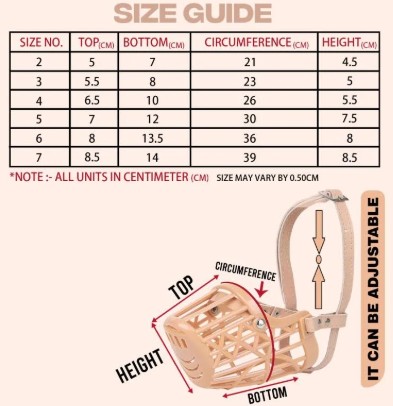 SIZE GUIDE
SIZE NO. TOP(CM) BOTTOM(CM) CIRCUMFERENCE (CM) HEIGHT(CM)
2 5 7 21 4.5
3 5.5 8 23 5
4 6.5 10 26 5.5
5 7 12 30 7.5
6 8 13.5 36 8
7 8.5 14 39 8.5
*NOTE :- ALL UNITS IN CENTIMETER (CM) SIZE MAY VARY BY 0.50CM
IT CAN BE ADJUSTABLE
CIRCUMFERENCE
TOP
HEIGHT
BOTTOM